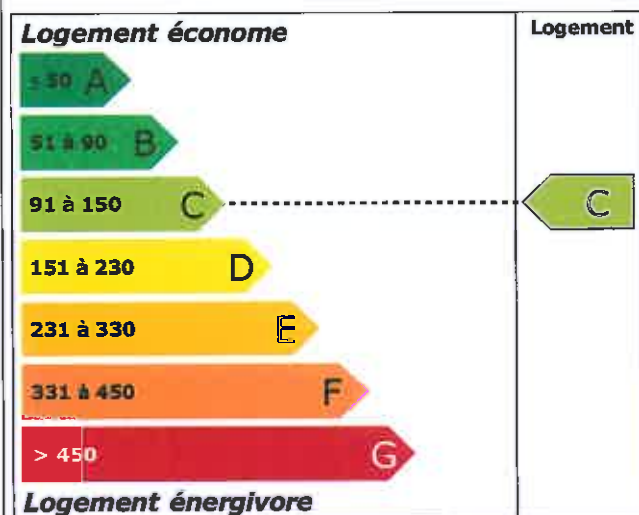 Logement économe
Logement
≤ 50 A
51 à 90 B
91 à 150 C
C
151 à 230 D
231 à 330 E
331 à 450 F
> 450 G
Logement énergivore